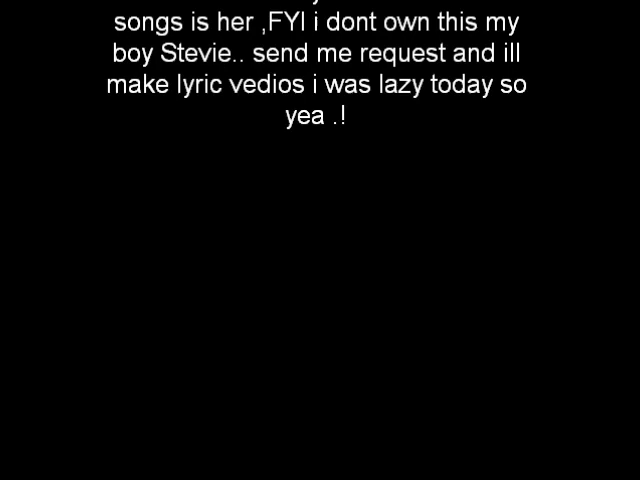 songs is her ,FYI i dont own this my
boy Stevie.. send me request and ill
make lyric vedios i was lazy today so
yea .!